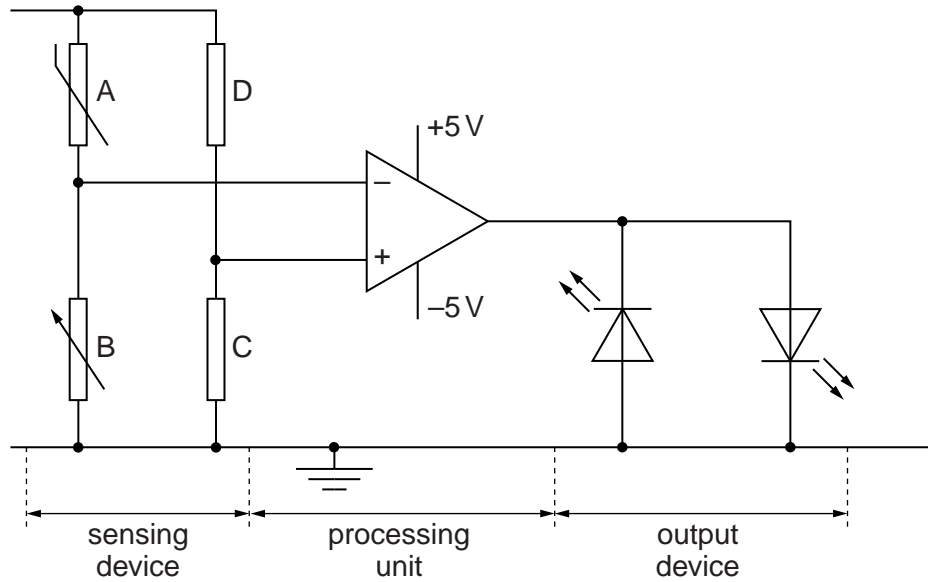 A
D
+5 V
–
+
–5 V
B
C
sensing
device
processing
unit
output
device